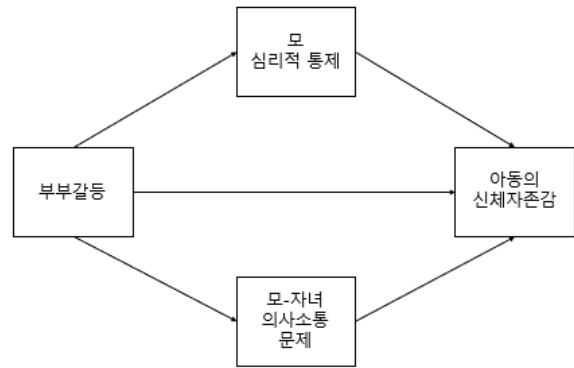 모
심리적 통제
부부갈등
아동의
신체자존감
모-자녀
의사소통
문제